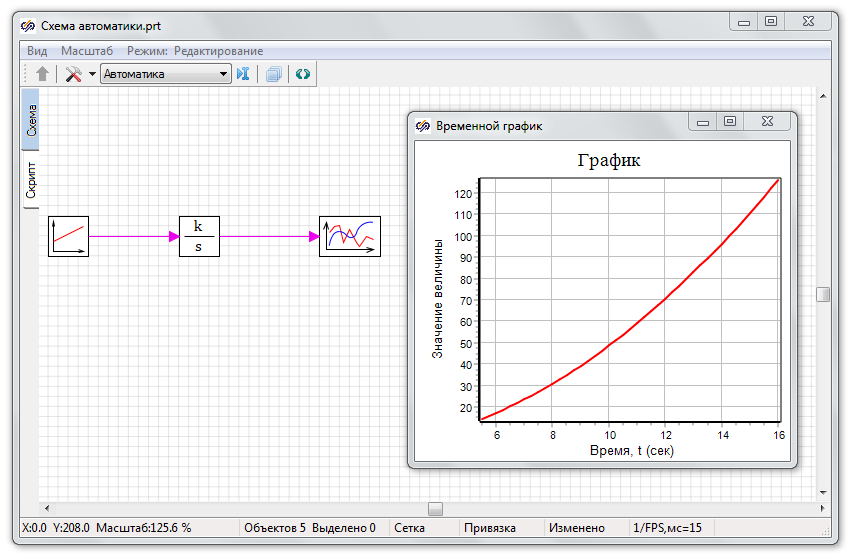 Схема автоматики.prt
Вид Масштаб Режим: Редактирование
Автоматика
Схема
Скрипт
k
s
Временной график
График
Значение величины
120
110
100
90
80
70
60
50
40
30
20
6 8 10 12 14 16
Время, t (сек)
X:0.0 Y:208.0 Масштаб:125.6 % Объектов 5 Выделено 0 Сетка Привязка Изменено 1/FPS,мс=15